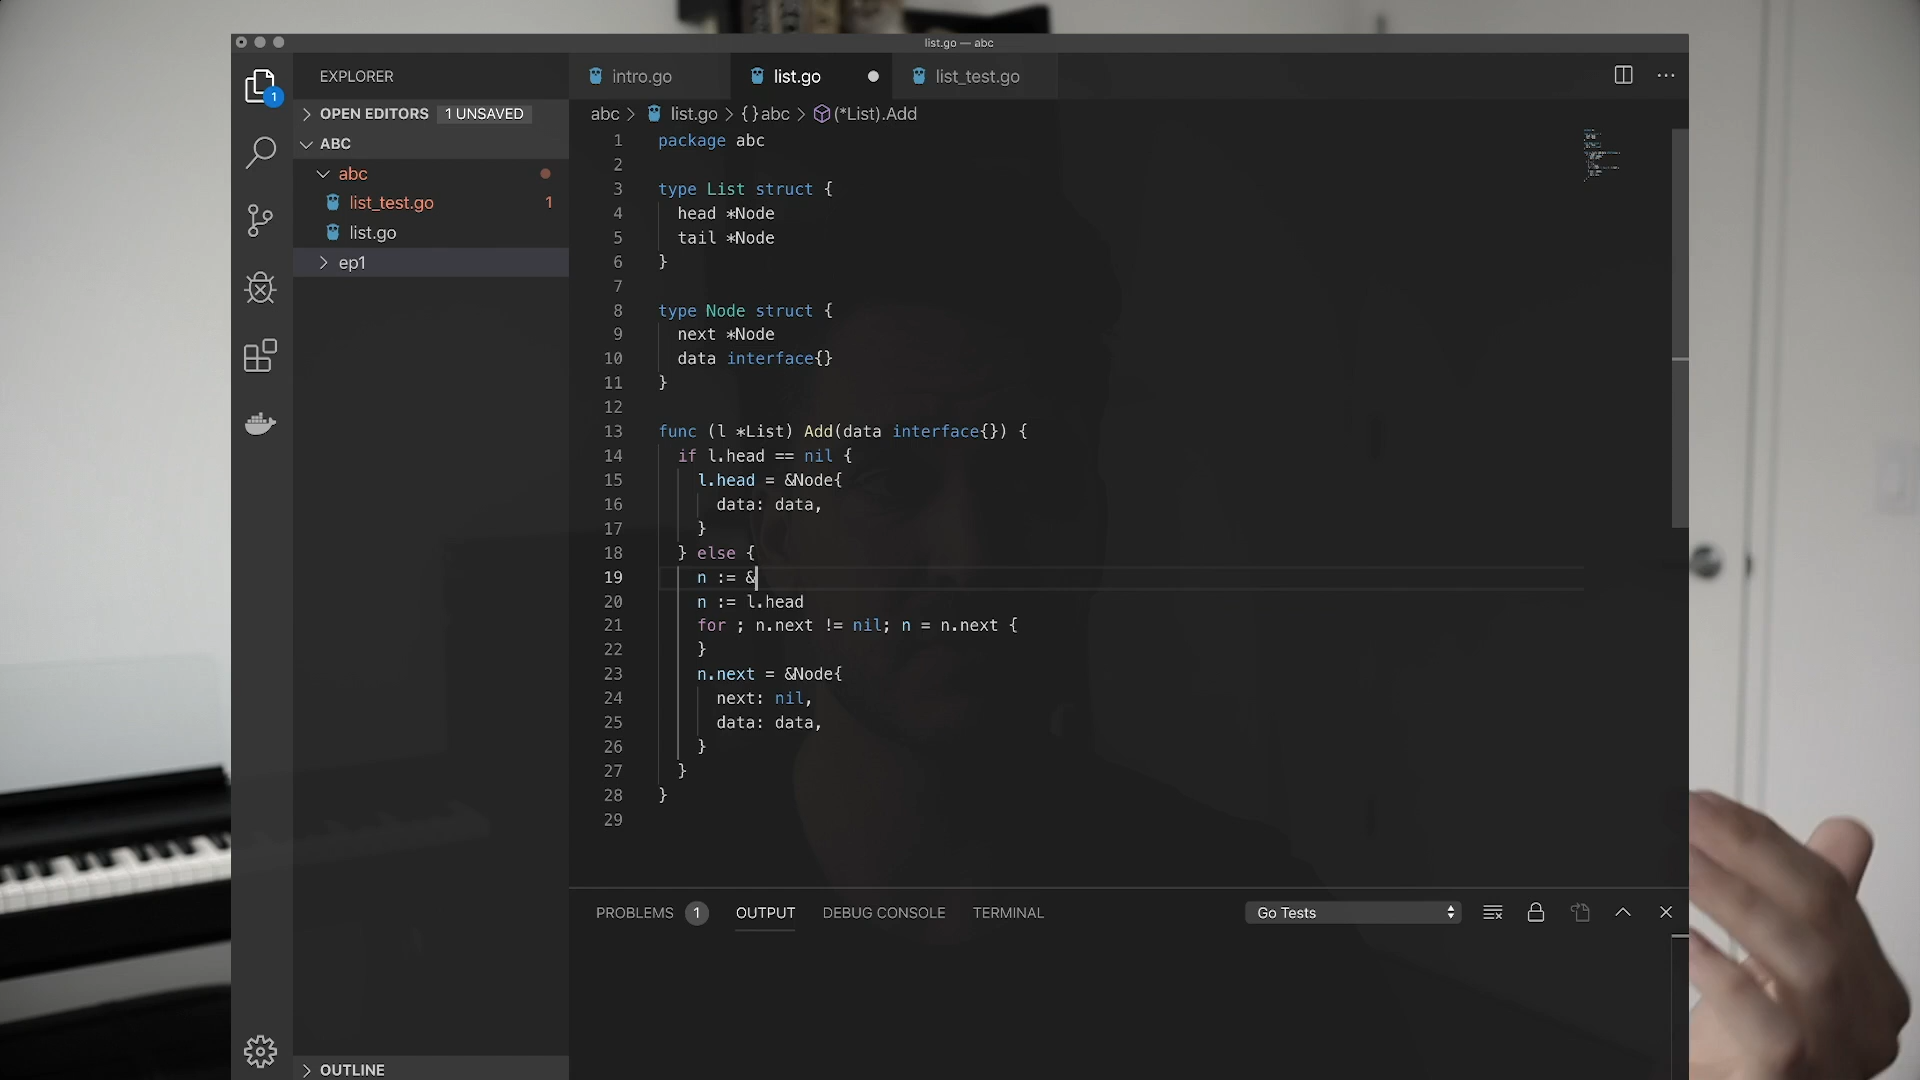 list.go — abc
EXPLORER
intro.go
list.go
list_test.go
1
OPEN EDITORS 1 UNSAVED
abc > list.go > {} abc > (*List).Add
ABC
abc
list_test.go 1
list.go
ep1
1 package abc
2
3 type List struct {
4 head *Node
5 tail *Node
6 }
7
8 type Node struct {
9 next *Node
10 data interface{}
11 }
12
13 func (l *List) Add(data interface{}) {
14 if l.head == nil {
15 l.head = &Node{
16 data: data,
17 }
18 } else {
19 n := &
20 n := l.head
21 for ; n.next != nil; n = n.next {
22 }
23 n.next = &Node{
24 next: nil,
25 data: data,
26 }
27 }
28 }
29
PROBLEMS 1 OUTPUT DEBUG CONSOLE TERMINAL Go Tests
OUTLINE